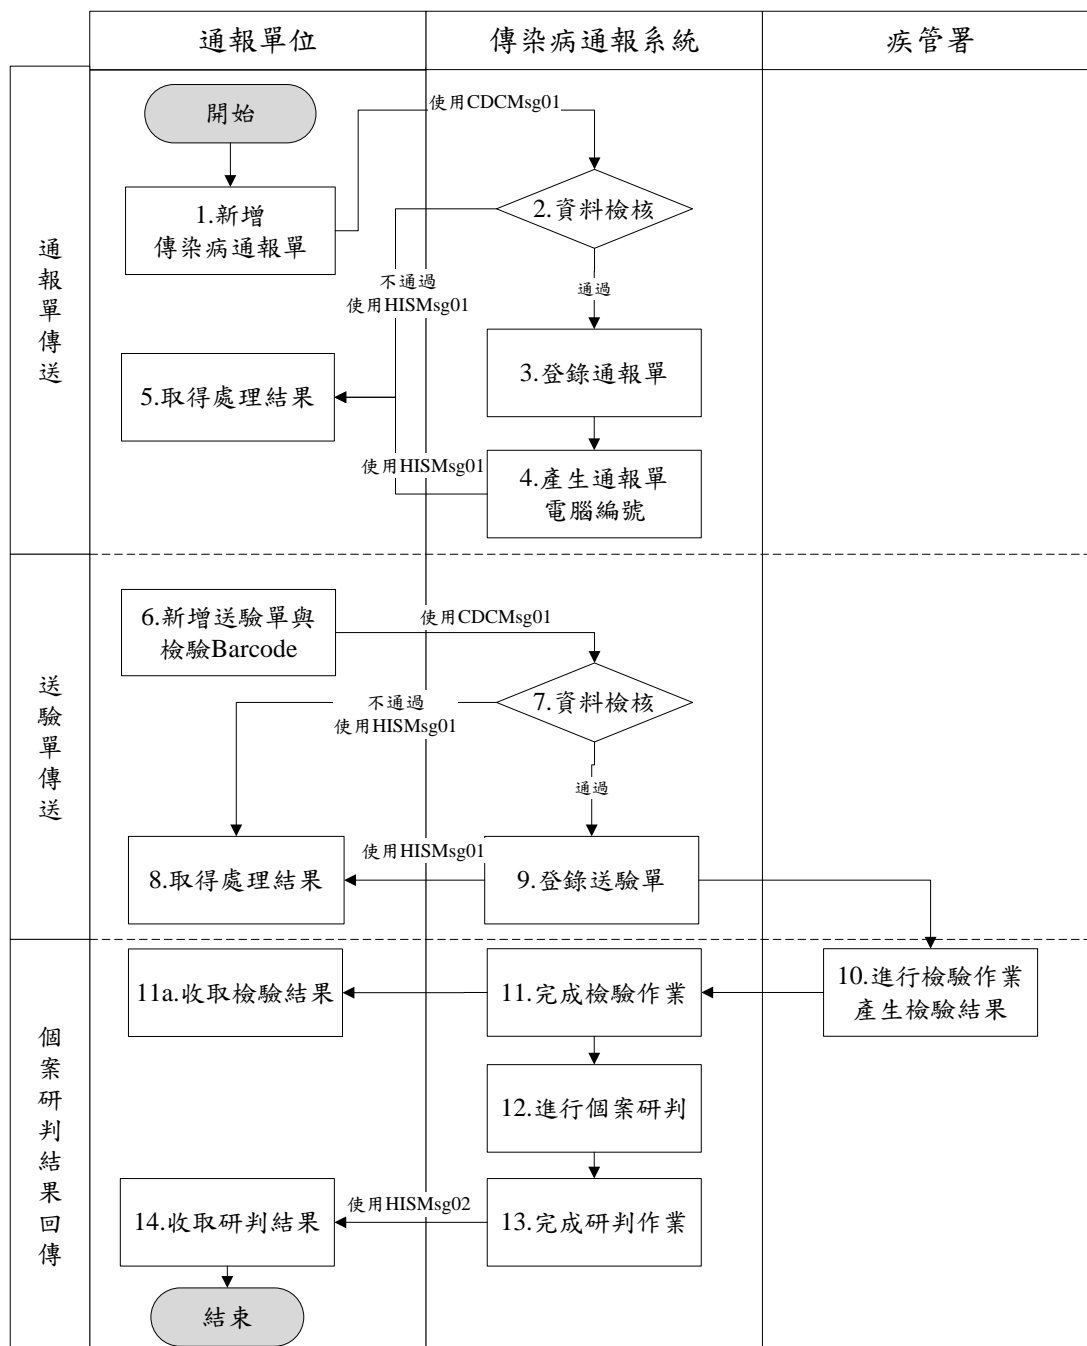 通報單位
傳染病通報系統
疾管署
通報單傳送
開始
使用CDCMsg01
1.新增
傳染病通報單
2.資料檢核
不通過
使用HISMsg01
通過
5.取得處理結果
3.登錄通報單
使用HISMsg01
4.產生通報單
電腦編號
送驗單傳送
6.新增送驗單與
檢驗Barcode
使用CDCMsg01
7.資料檢核
不通過
使用HISMsg01
通過
8.取得處理結果
使用HISMsg01
9.登錄送驗單
個案研判結果回傳
11a.收取檢驗結果
11.完成檢驗作業
10.進行檢驗作業
產生檢驗結果
12.進行個案研判
14.收取研判結果
使用HISMsg02
13.完成研判作業
結束